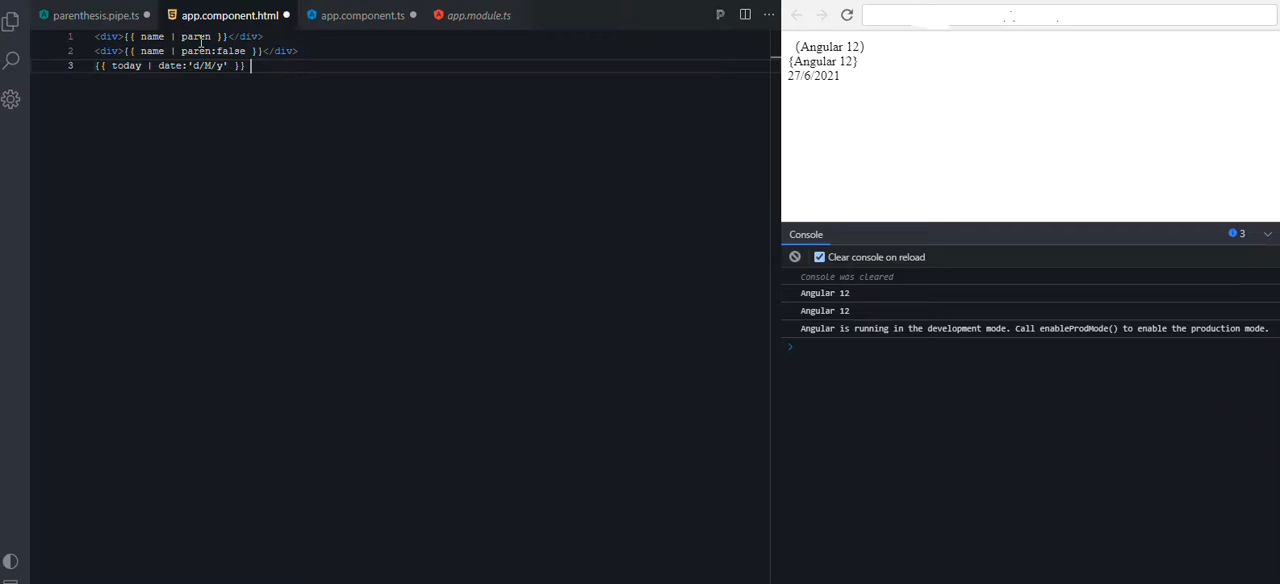 parenthesis.pipe.ts
app.component.html
app.component.ts
app.module.ts
1 <div>{{ name | paren }}</div>
2 <div>{{ name | paren:false }}</div>
3 {{ today | date:'d/M/y' }}
(Angular 12)
{Angular 12}
27/6/2021
Console
3
Clear console on reload
Console was cleared
Angular 12
Angular 12
Angular is running in the development mode. Call enableProdMode() to enable the production mode.